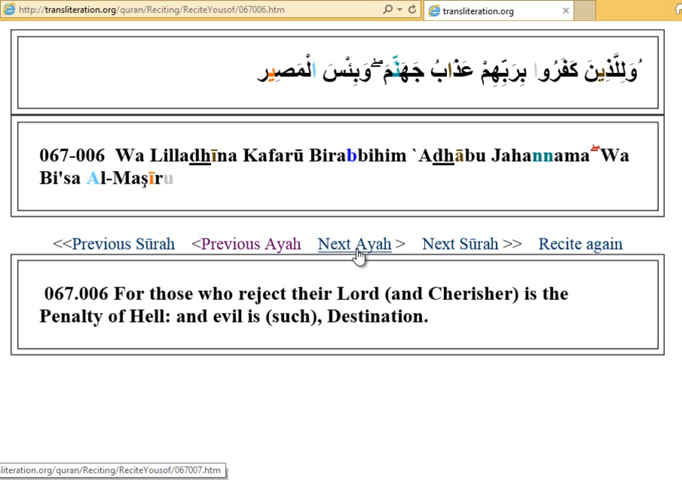 http://transliteration.org/quran/Reciting/ReciteYousof/067006.htm
transliteration.org
وَلِلَّذِينَ كَفَرُوا بِرَبِّهِمْ عَذَابُ جَهَنَّمَ ۖ وَبِئْسَ الْمَصِيرُ
067-006 Wa Lilladhīna Kafarū Birabbihim `Adhābu Jahannama ۖ Wa
Bi'sa Al-Maşīru
<<Previous Sūrah <Previous Ayah Next Ayah > Next Sūrah >> Recite again
067.006 For those who reject their Lord (and Cherisher) is the
Penalty of Hell: and evil is (such), Destination.
literation.org/quran/Reciting/ReciteYousof/067007.htm